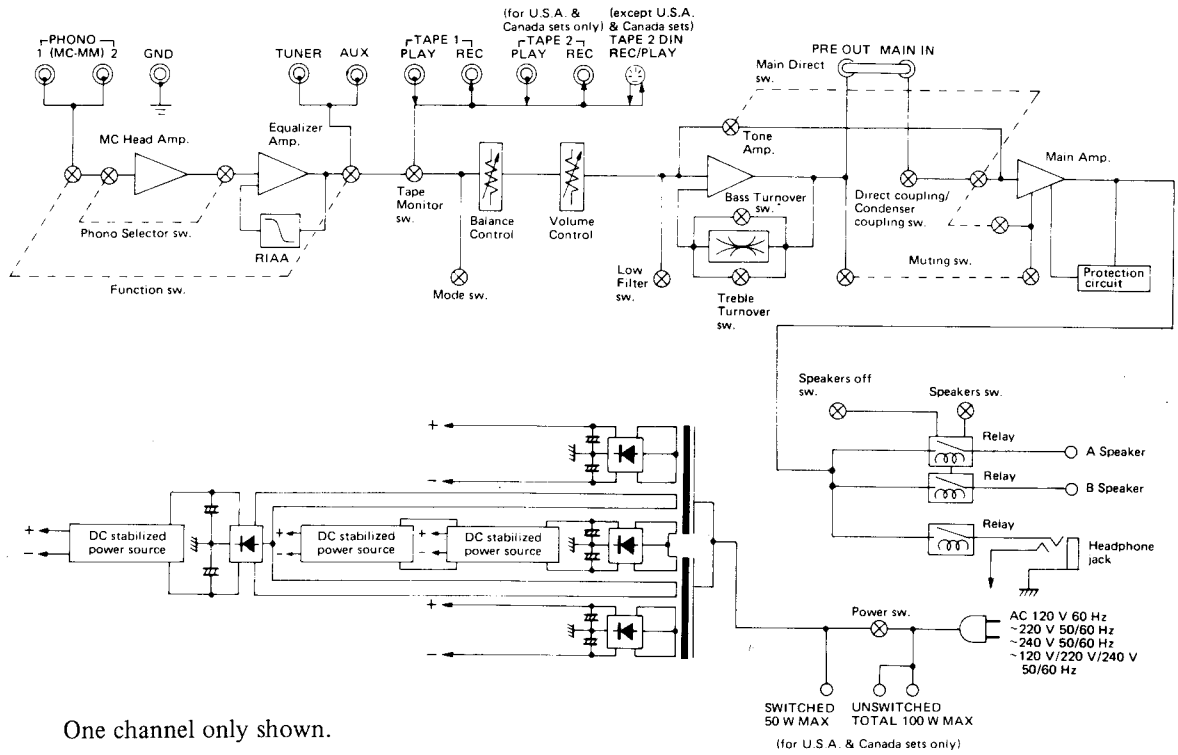 (for U.S.A. &
Canada sets only)
(except U.S.A.
& Canada sets)
PHONO
1 (MC-MM) 2
GND
TUNER
AUX
TAPE 1
PLAY
REC
TAPE 2
PLAY
REC
TAPE 2 DIN
REC/PLAY
PRE OUT
MAIN IN
Main Direct
sw.
MC Head Amp.
Equalizer
Amp.
Tone
Amp.
Main Amp.
Phono Selector sw.
RIAA
Function sw.
Tape
Monitor
sw.
Balance
Control
Volume
Control
Mode sw.
Low
Filter
sw.
Bass Turnover
sw.
Treble
Turnover
sw.
Direct coupling/
Condenser
coupling sw.
Muting sw.
Protection
circuit
Speakers off
sw.
Speakers sw.
Relay
A Speaker
Relay
B Speaker
Relay
Headphone
jack
+
−
+
−
DC stabilized
power source
+
−
DC stabilized
power source
+
−
DC stabilized
power source
+
−
Power sw.
AC 120 V 60 Hz
~220 V 50/60 Hz
~240 V 50/60 Hz
~120 V/220 V/240 V
50/60 Hz
SWITCHED
50 W MAX
UNSWITCHED
TOTAL 100 W MAX
(for U.S.A. & Canada sets only)
One channel only shown.